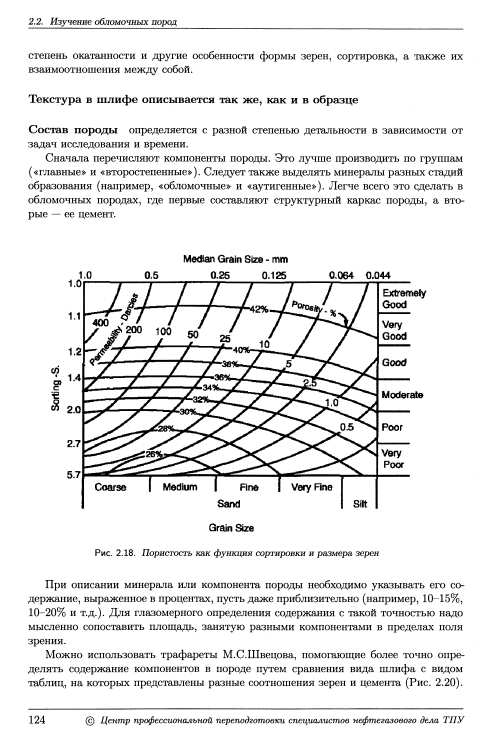 2.2. Изучение обломочных пород
степень окатанности и другие особенности формы зерен, сортировка, а также их
взаимоотношения между собой.
Текстура в шлифе описывается так же, как и в образце
Состав породы определяется с разной степенью детальности в зависимости от
задач исследования и времени.
Сначала перечисляют компоненты породы. Это лучше производить по группам
(«главные» и «второстепенные»). Следует также выделять минералы разных стадий
образования (например, «обломочные» и «аутигенные»). Легче всего это сделать в
обломочных породах, где первые составляют структурный каркас породы, а вто-
рые — ее цемент.
Median Grain Size - mm
1.0 0.5 0.25 0.125 0.064 0.044
1.0
1.1
1.2
1.4
2.0
2.7
5.7
Sorting -S.
Permeability - Darcies
400 200 100 50 25 10 5 2.5 1.0 0.5
Porosity - %
42%
40%
38%
36%
34%
32%
30%
28%
26%
Extremely
Good
Very
Good
Good
Moderate
Poor
Very
Poor
Coarse Medium Fine Very Fine
Sand Silt
Grain Size
Рис. 2.18. Пористость как функция сортировки и размера зерен
При описании минерала или компонента породы необходимо указывать его со-
держание, выраженное в процентах, пусть даже приблизительно (например, 10–15%,
10–20% и т.д.). Для глазомерного определения содержания с такой точностью надо
мысленно сопоставить площадь, занятую разными компонентами в пределах поля
зрения.
Можно использовать трафареты М.С.Швецова, помогающие более точно опре-
делять содержание компонентов в породе путем сравнения вида шлифа с видом
таблиц, на которых представлены разные соотношения зерен и цемента (Рис. 2.20).
124 © Центр профессиональной переподготовки специалистов нефтегазового дела ТПУ